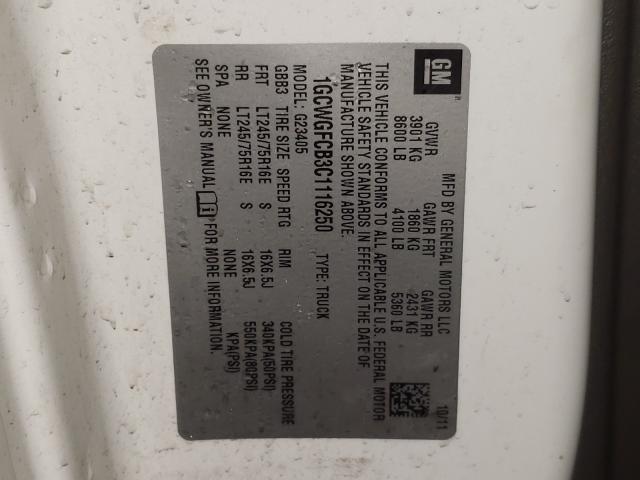 GM
MFD BY GENERAL MOTORS LLC 10/11
GVWR GAWR FRT GAWR RR
3901 KG 1860 KG 2431 KG
8600 LB 4100 LB 5360 LB
THIS VEHICLE CONFORMS TO ALL APPLICABLE U.S. FEDERAL MOTOR
VEHICLE SAFETY STANDARDS IN EFFECT ON THE DATE OF
MANUFACTURE SHOWN ABOVE.
1GCWGFCB3C1116250 TYPE: TRUCK
MODEL: G23405
GBB3 TIRE SIZE SPEED RTG RIM COLD TIRE PRESSURE
FRT LT245/75R16E S 16X6.5J 340KPA(50PSI)
RR LT245/75R16E S 16X6.5J 550KPA(80PSI)
SPA NONE NONE KPA(PSI)
SEE OWNER'S MANUAL FOR MORE INFORMATION.